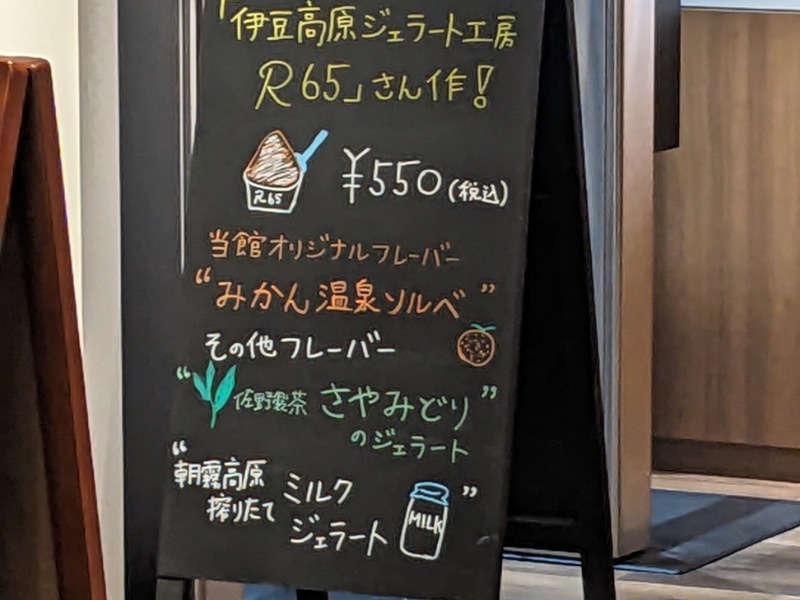 「伊豆高原ジェラート工房
R65」さん作!
R65
¥550(税込)
当館オリジナルフレーバー
“みかん温泉ソルベ”
その他フレーバー
“佐野製茶 さやみどり”
のジェラート
“朝霧高原 ミルク
搾りたて ジェラート”
MILK